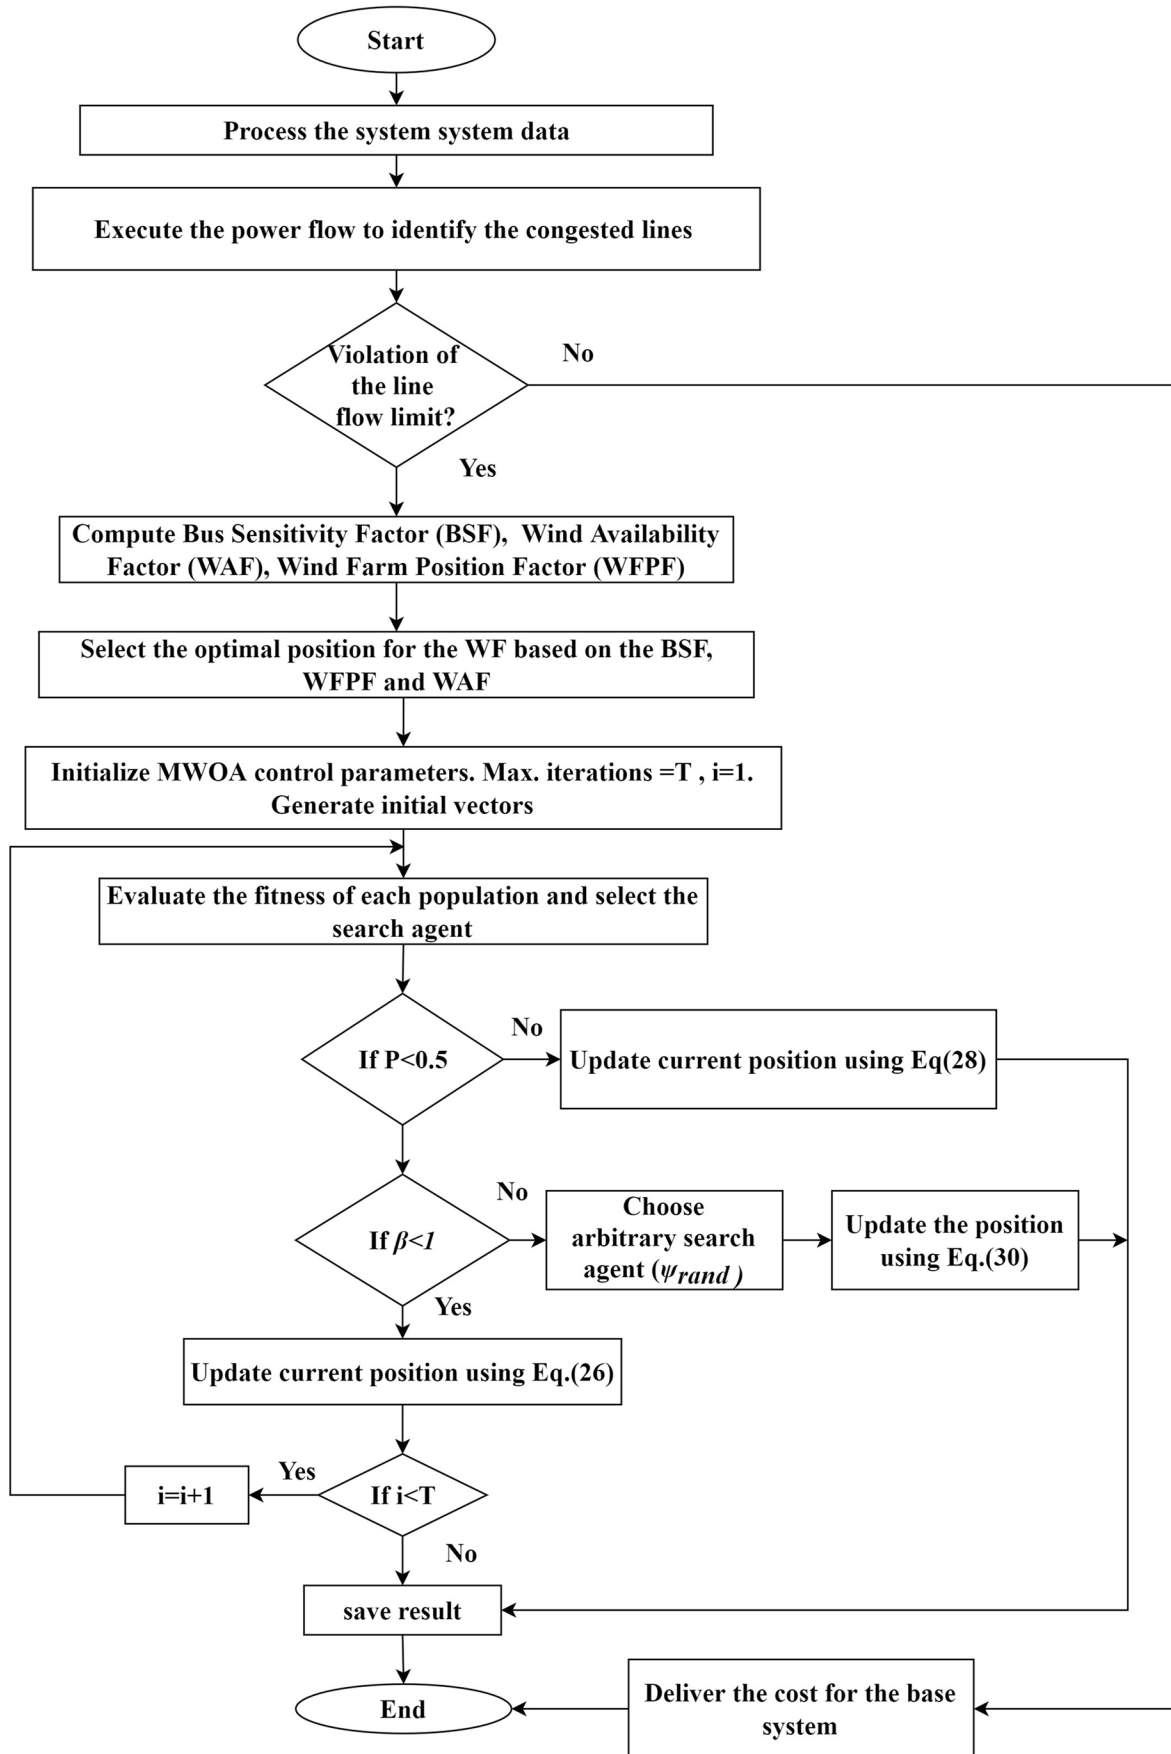 Start
Process the system system data
Execute the power flow to identify the congested lines
Violation of
the line
flow limit?
No
Yes
Compute Bus Sensitivity Factor (BSF), Wind Availability
Factor (WAF), Wind Farm Position Factor (WFPF)
Select the optimal position for the WF based on the BSF,
WFPF and WAF
Initialize MWOA control parameters. Max. iterations =T , i=1.
Generate initial vectors
Evaluate the fitness of each population and select the
search agent
If P<0.5
No
Update current position using Eq(28)
If β<1
No
Choose
arbitrary search
agent (ψrand )
Update the position
using Eq.(30)
Yes
Update current position using Eq.(26)
If i<T
Yes
i=i+1
No
save result
End
Deliver the cost for the base
system